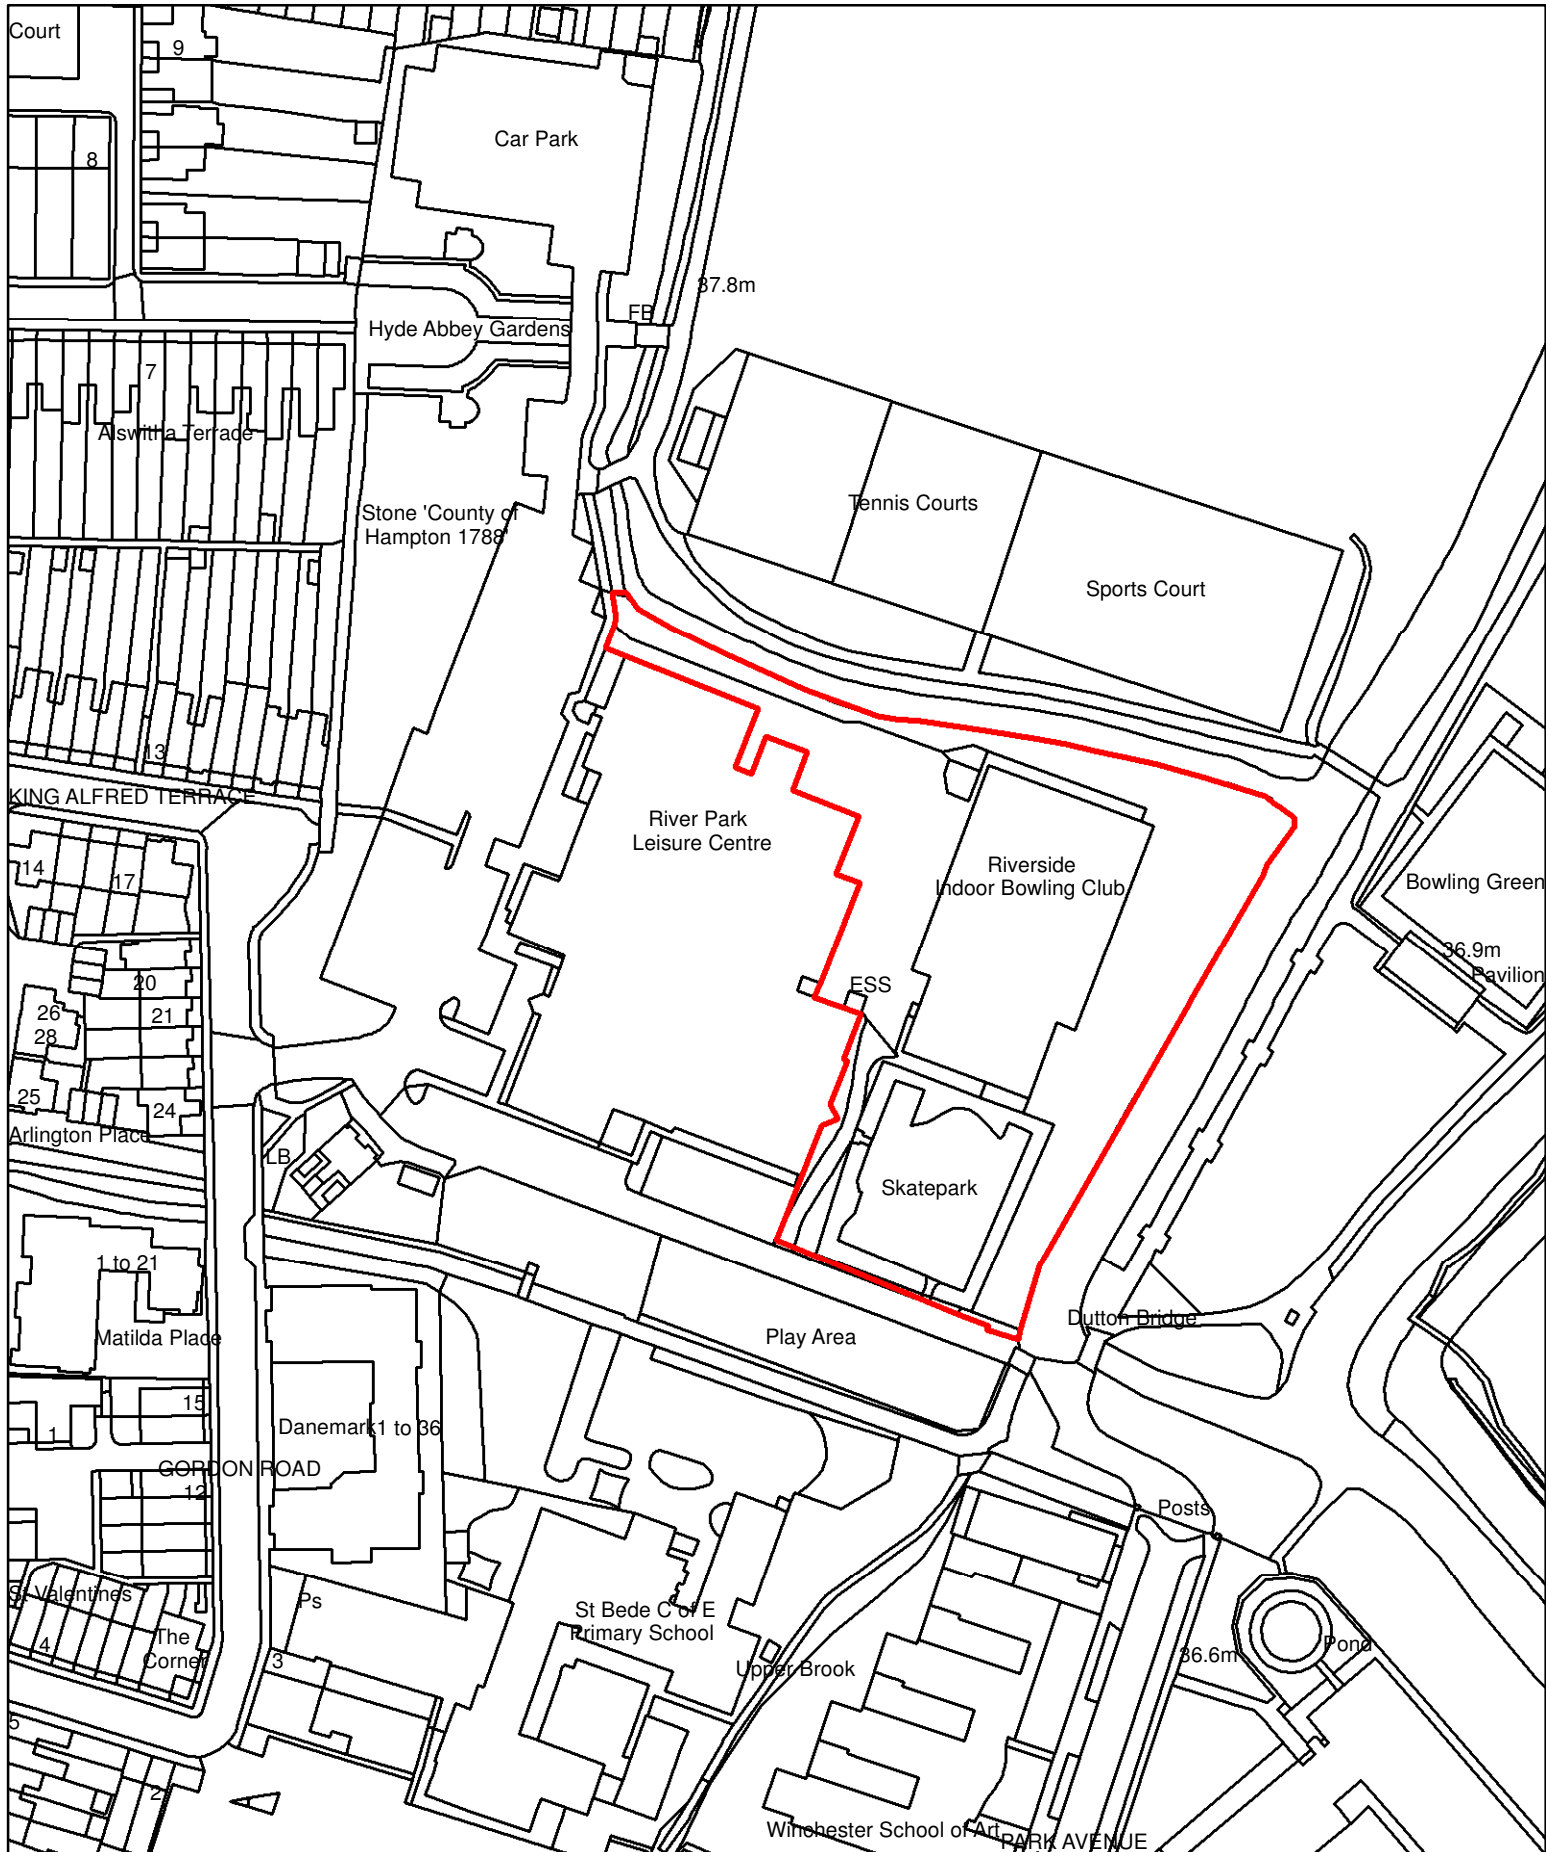 Court
9
Car Park
8
37.8m
FB
Hyde Abbey Gardens
7
Alswitha Terrace
Tennis Courts
Stone 'County of
Hampton 1788'
Sports Court
13
KING ALFRED TERRACE
River Park
Leisure Centre
14
17
Riverside
Indoor Bowling Club
Bowling Green
36.9m
Pavilion
20
ESS
26
21
28
25
24
Arlington Place
LB
Skatepark
1 to 21
Dutton Bridge
Matilda Place
Play Area
15
1
Danemark
1 to 36
GORDON ROAD
12
Posts
St Valentines
Ps
St Bede C of E
Primary School
The
Corner
4
3
Upper Brook
Pond
36.6m
5
2
Winchester School of Art
PARK AVENUE